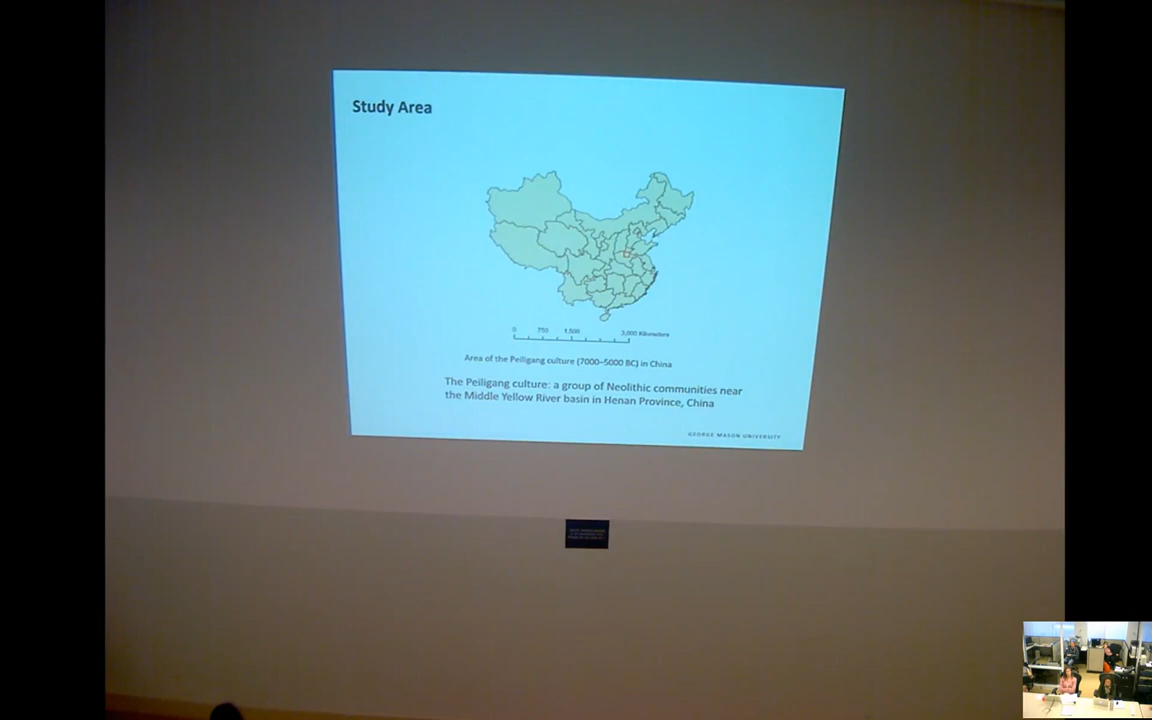 Study Area
0 750 1,500 3,000 Kilometers
Area of the Peiligang culture (7000–5000 BC) in China
The Peiligang culture: a group of Neolithic communities near
the Middle Yellow River basin in Henan Province, China
GEORGE MASON UNIVERSITY